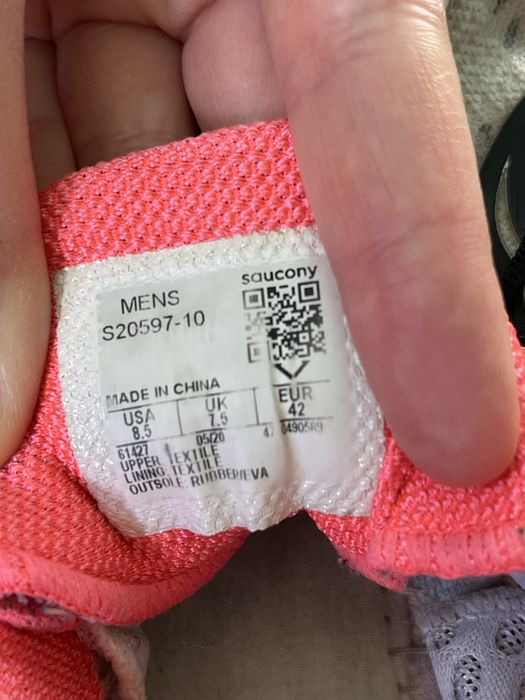 saucony
MENS
S20597-10
MADE IN CHINA
USA UK EUR
8.5 7.5 42
61427 05/20
UPPER TEXTILE
LINING TEXTILE
OUTSOLE RUBBER/EVA